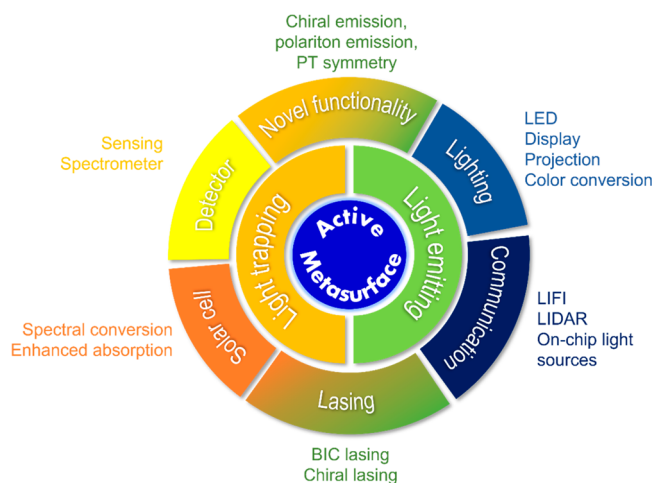 Chiral emission,
polariton emission,
PT symmetry
Novel functionality
Sensing
Spectrometer
Detector
Lighting
LED
Display
Projection
Color conversion
Light trapping
Active
Metasurface
Light emitting
Spectral conversion
Enhanced absorption
Solar cell
Communication
LIFI
LIDAR
On-chip light
sources
Lasing
BIC lasing
Chiral lasing